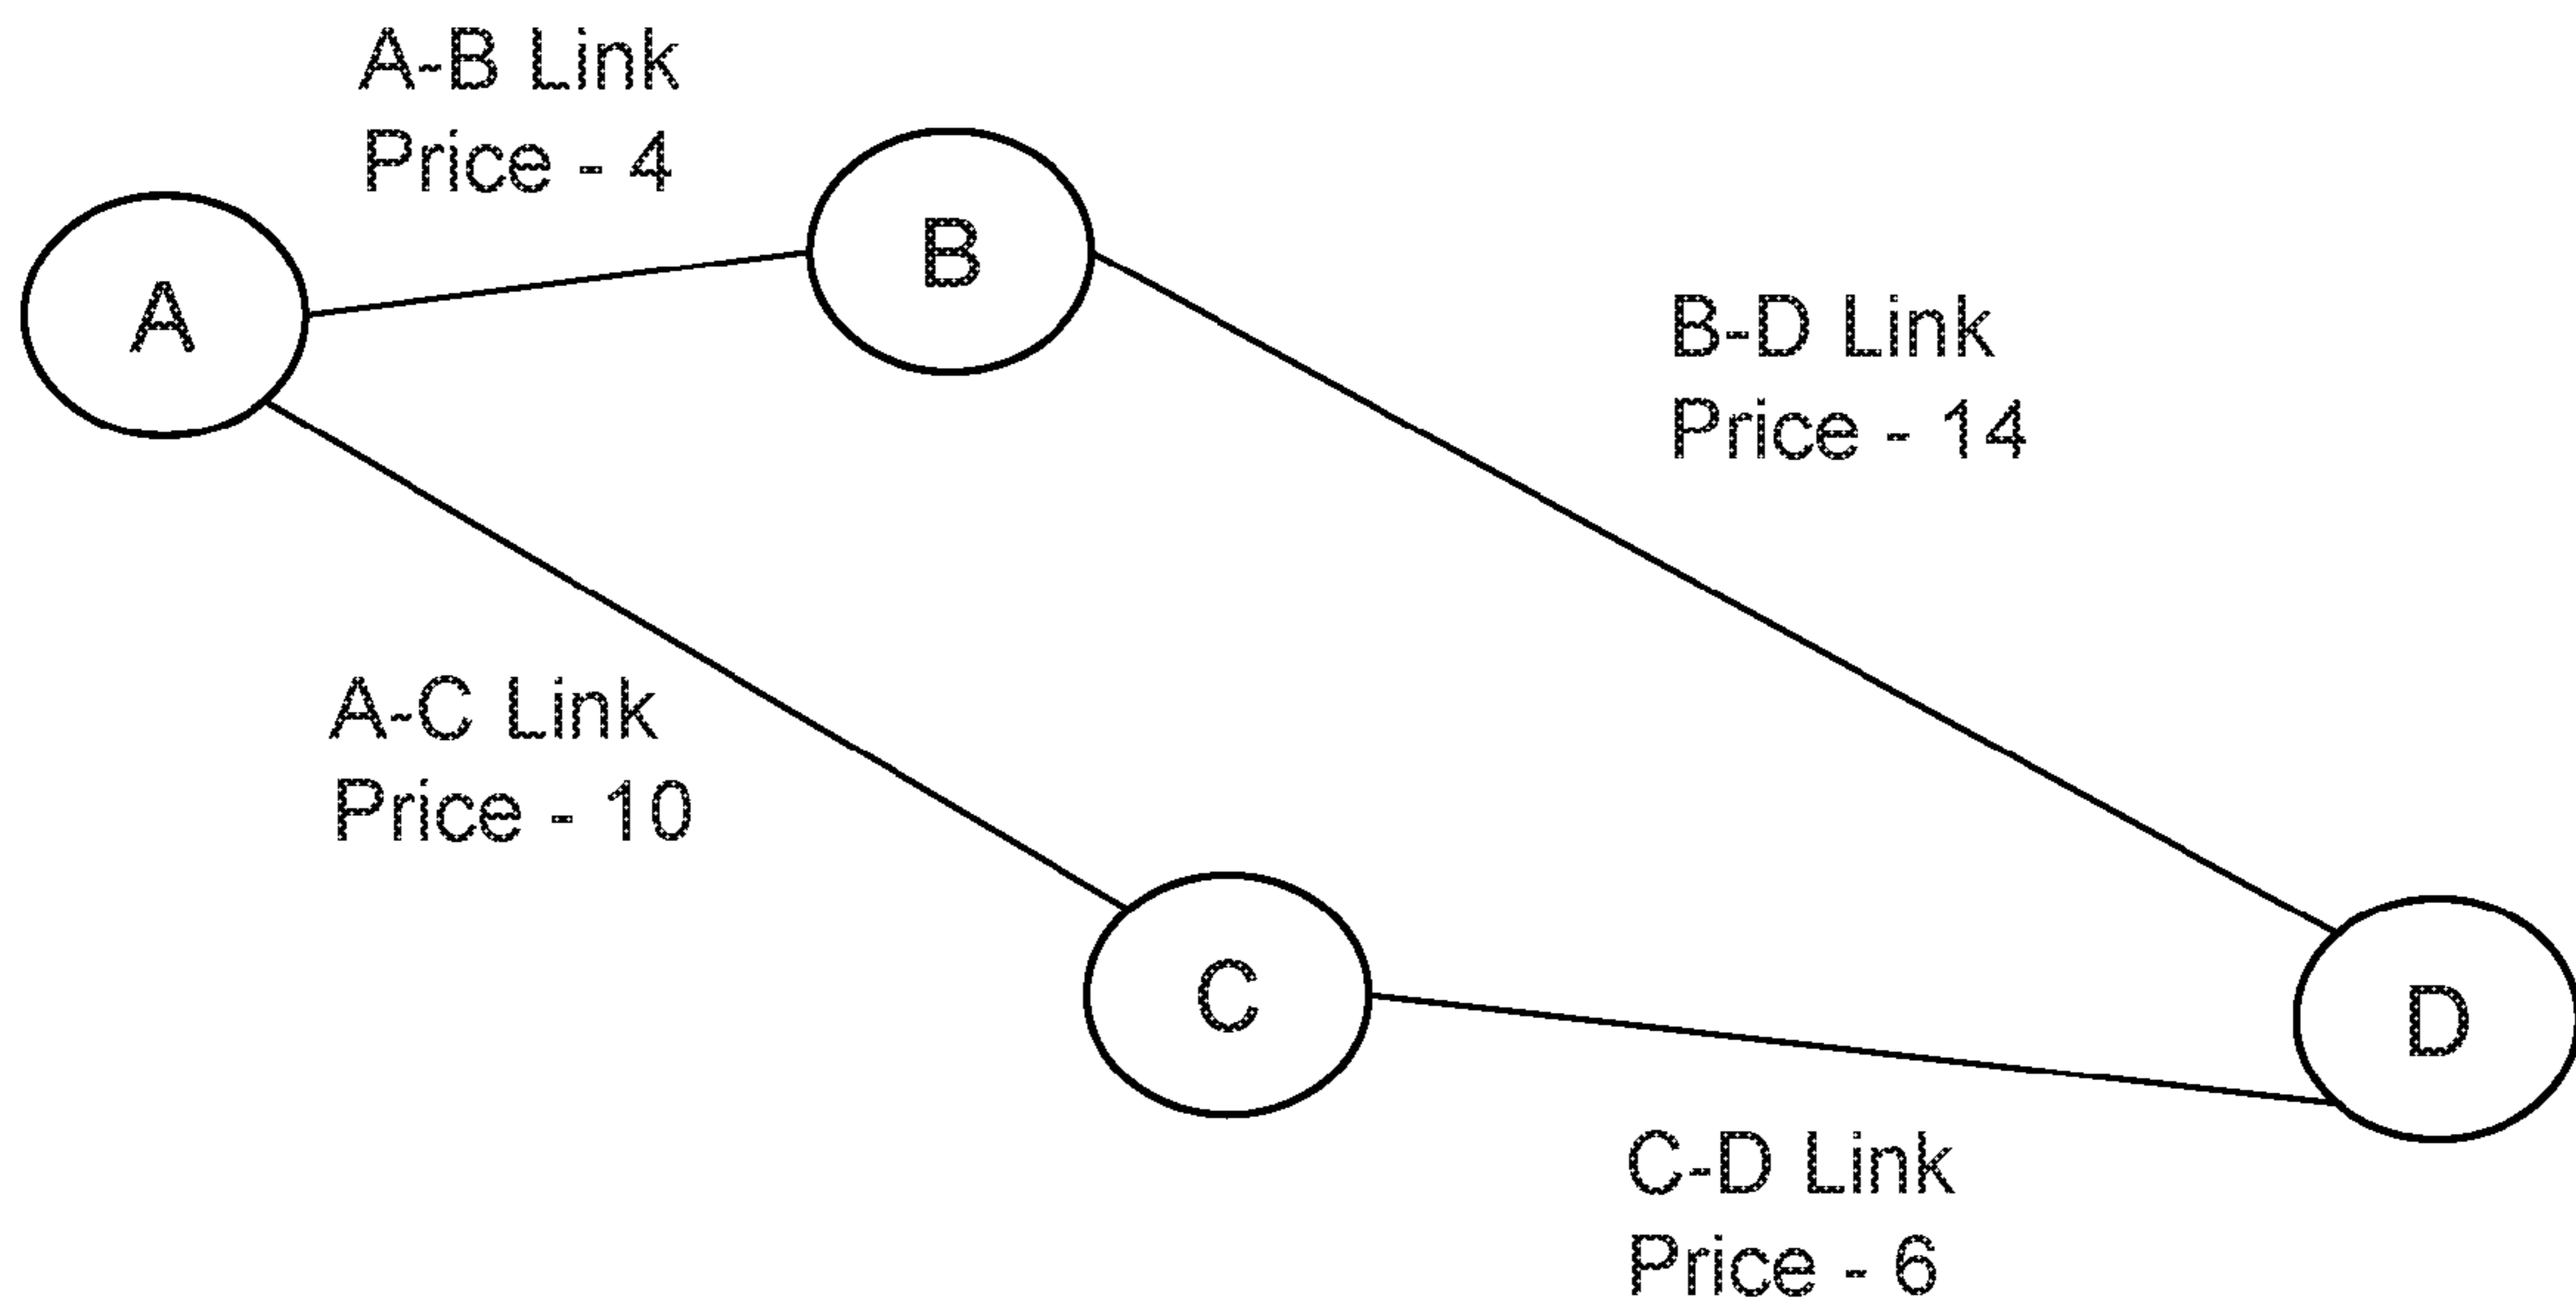 A-B Link
Price - 4
A
B
B-D Link
Price - 14
A-C Link
Price - 10
C
D
C-D Link
Price - 6